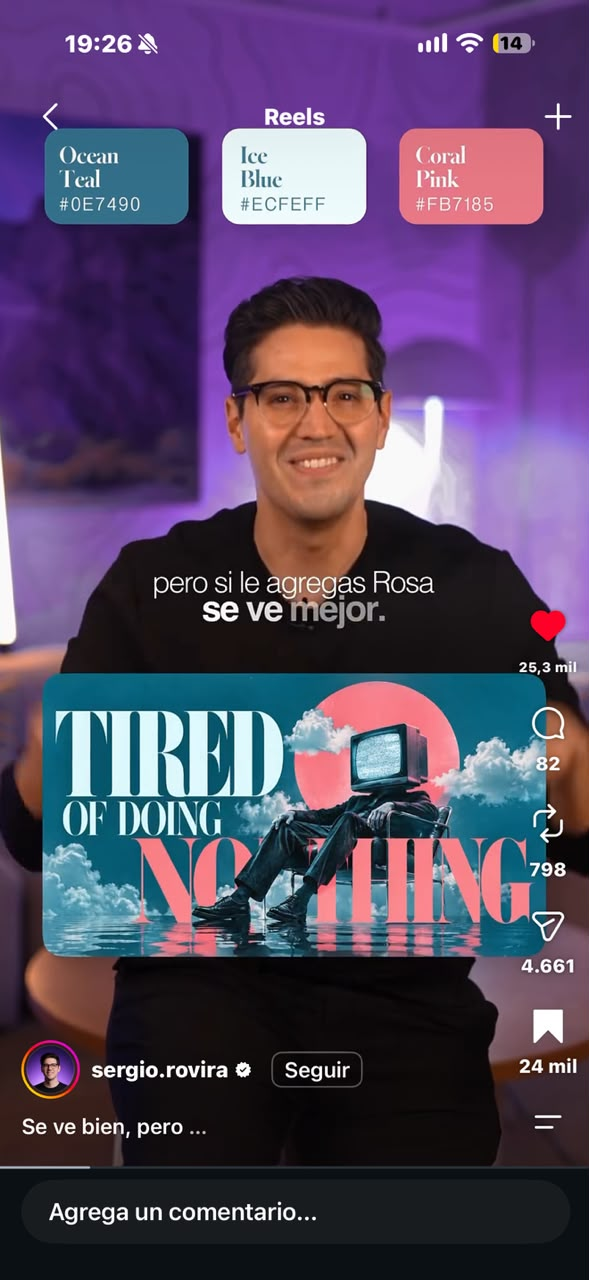 19:26
14
Reels
Ocean
Teal
#0E7490
Ice
Blue
#ECFEFF
Coral
Pink
#FB7185
pero si le agregas Rosa
se ve mejor.
25,3 mil
TIRED
OF DOING
NOTHING
82
798
4.661
24 mil
sergio.rovira
Seguir
Se ve bien, pero ...
Agrega un comentario...